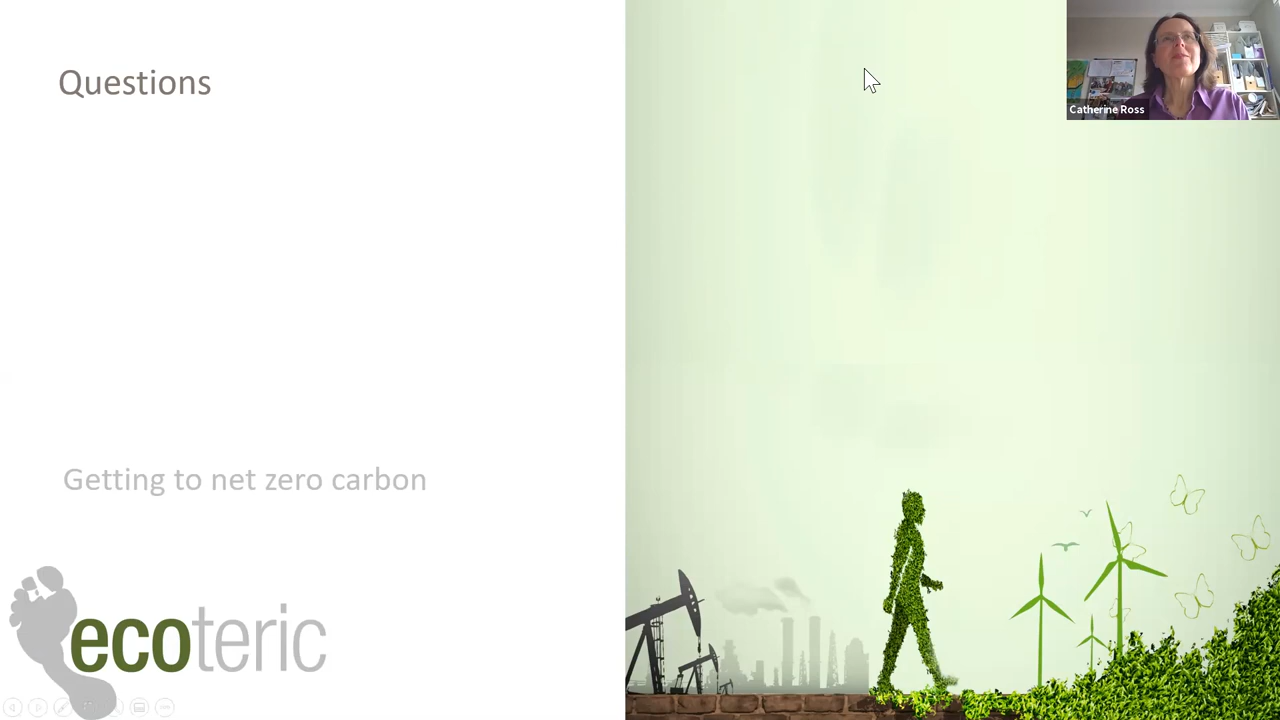 Questions
Catherine Ross
Getting to net zero carbon
ecoteric